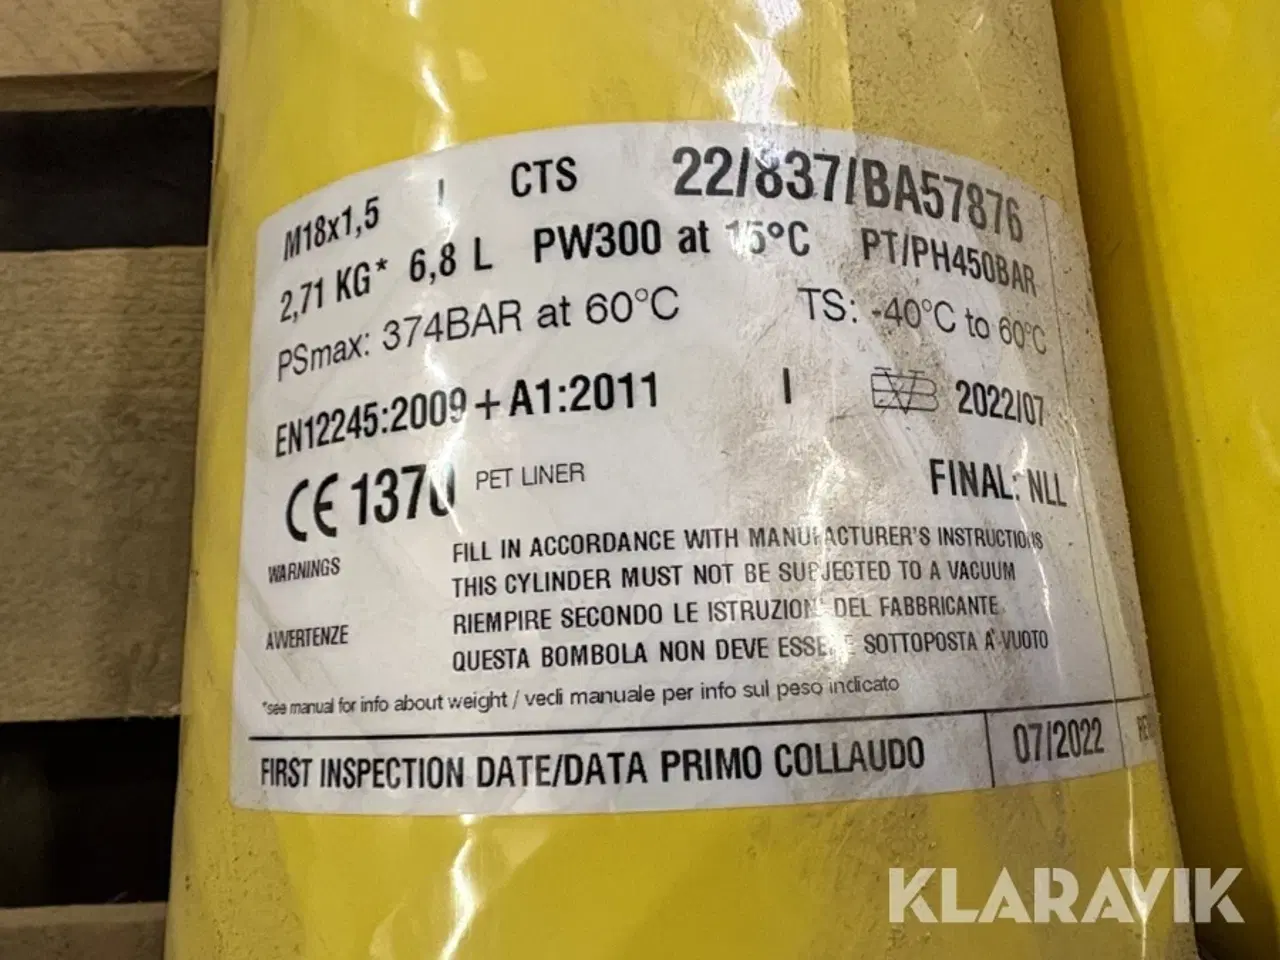 M18x1,5 I CTS 22/837/BA57876
2,71 KG* 6,8 L PW300 at 15°C PT/PH450BAR
PSmax: 374BAR at 60°C TS: -40°C to 60°C
EN12245:2009 + A1:2011 I 2022/07
CE 1370 PET LINER FINAL: NLL
WARNINGS FILL IN ACCORDANCE WITH MANUFACTURER'S INSTRUCTIONS
THIS CYLINDER MUST NOT BE SUBJECTED TO A VACUUM
AWERTENZE RIEMPIRE SECONDO LE ISTRUZIONI DEL FABBRICANTE
QUESTA BOMBOLA NON DEVE ESSERE SOTTOPOSTA A VUOTO
*see manual for info about weight / vedi manuale per info sul peso indicato
FIRST INSPECTION DATE/DATA PRIMO COLLAUDO 07/2022
KLARAVIK